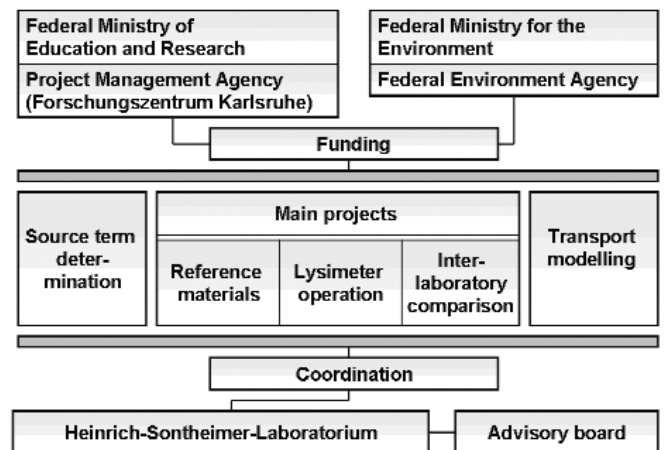 Federal Ministry of
Education and Research
Project Management Agency
(Forschungszentrum Karlsruhe)
Federal Ministry for the
Environment
Federal Environment Agency
Funding
Source term
deter-
mination
Main projects
Reference
materials
Lysimeter
operation
Inter-
laboratory
comparison
Transport
modelling
Coordination
Heinrich-Sontheimer-Laboratorium
Advisory board